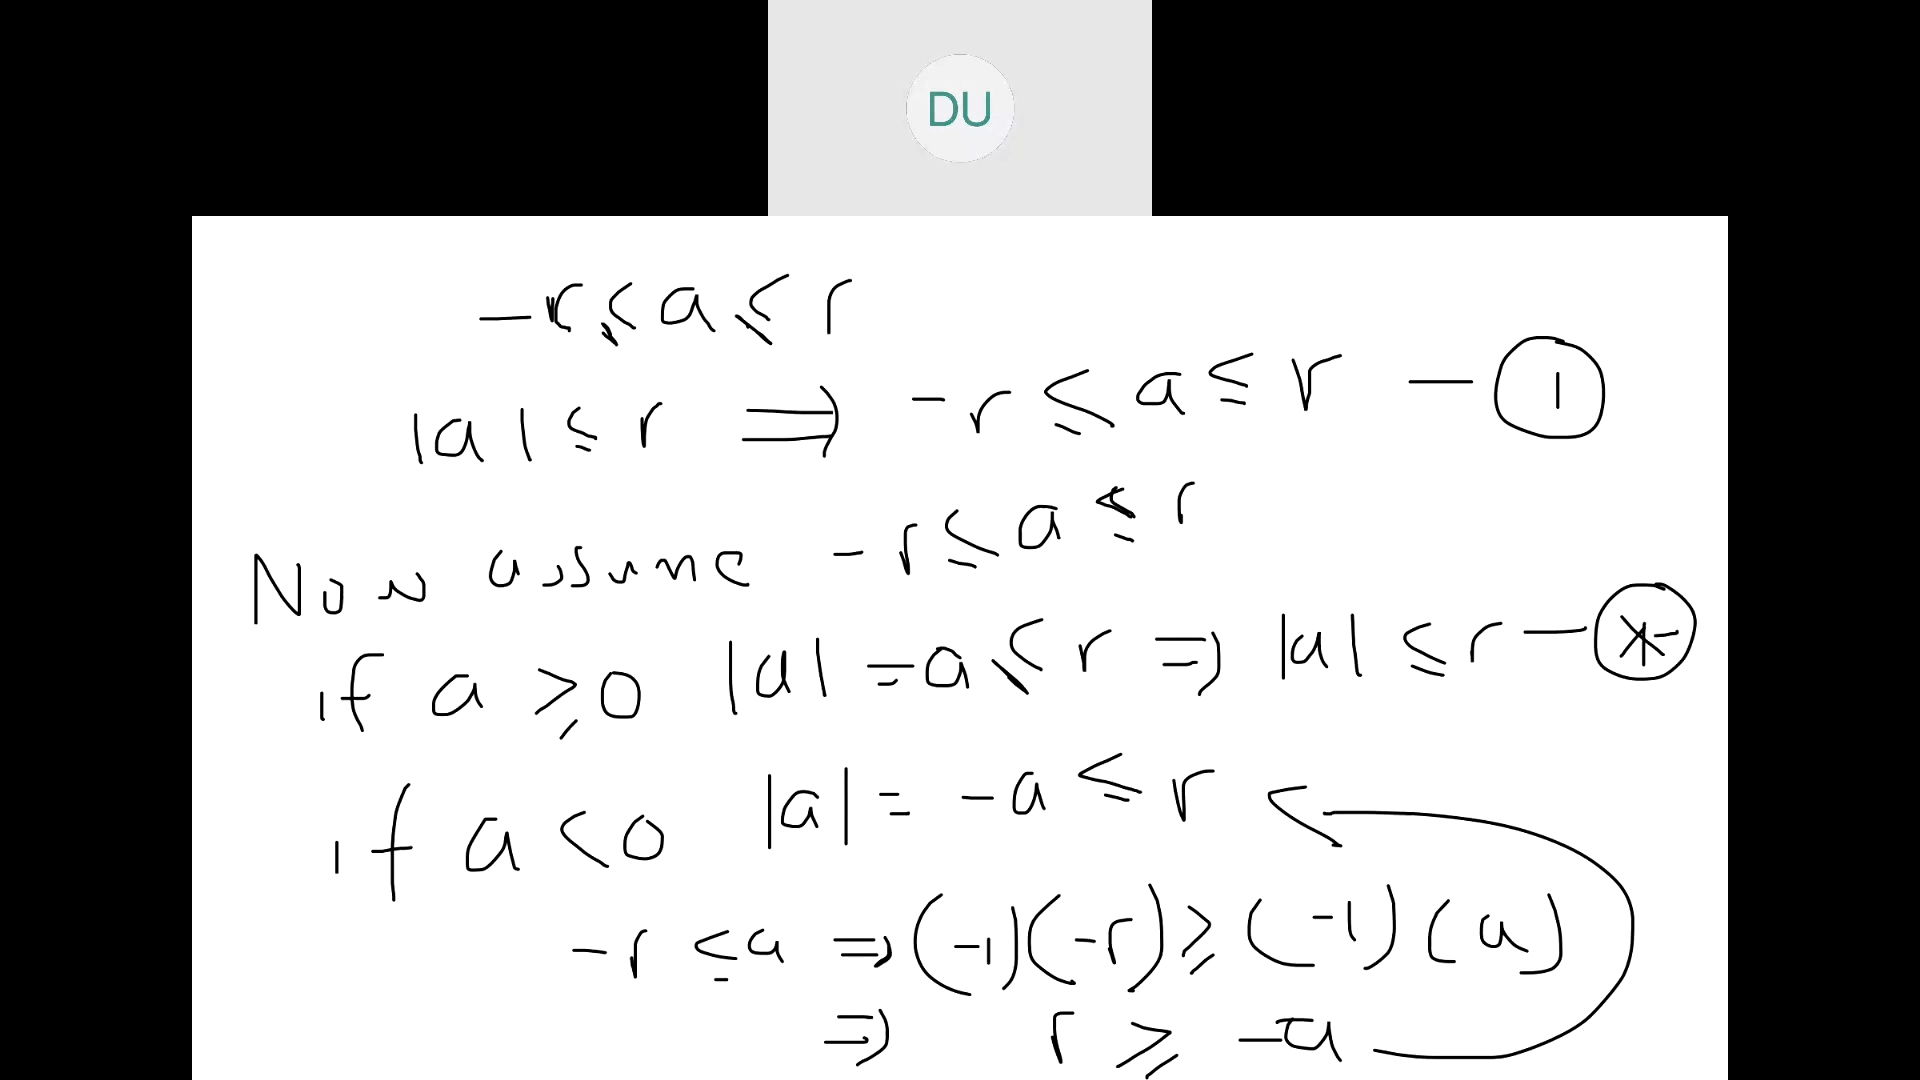 DU
-r ≤ a ≤ r
|a| ≤ r ⇒ -r ≤ a ≤ r — ①
Now assume -r ≤ a ≤ r
if a ≥ 0 |a| = a ≤ r ⇒ |a| ≤ r — ⊛
if a < 0 |a| = -a ≤ r
-r ≤ a ⇒ (-1)(-r) ≥ (-1)(a)
⇒ r ≥ -a